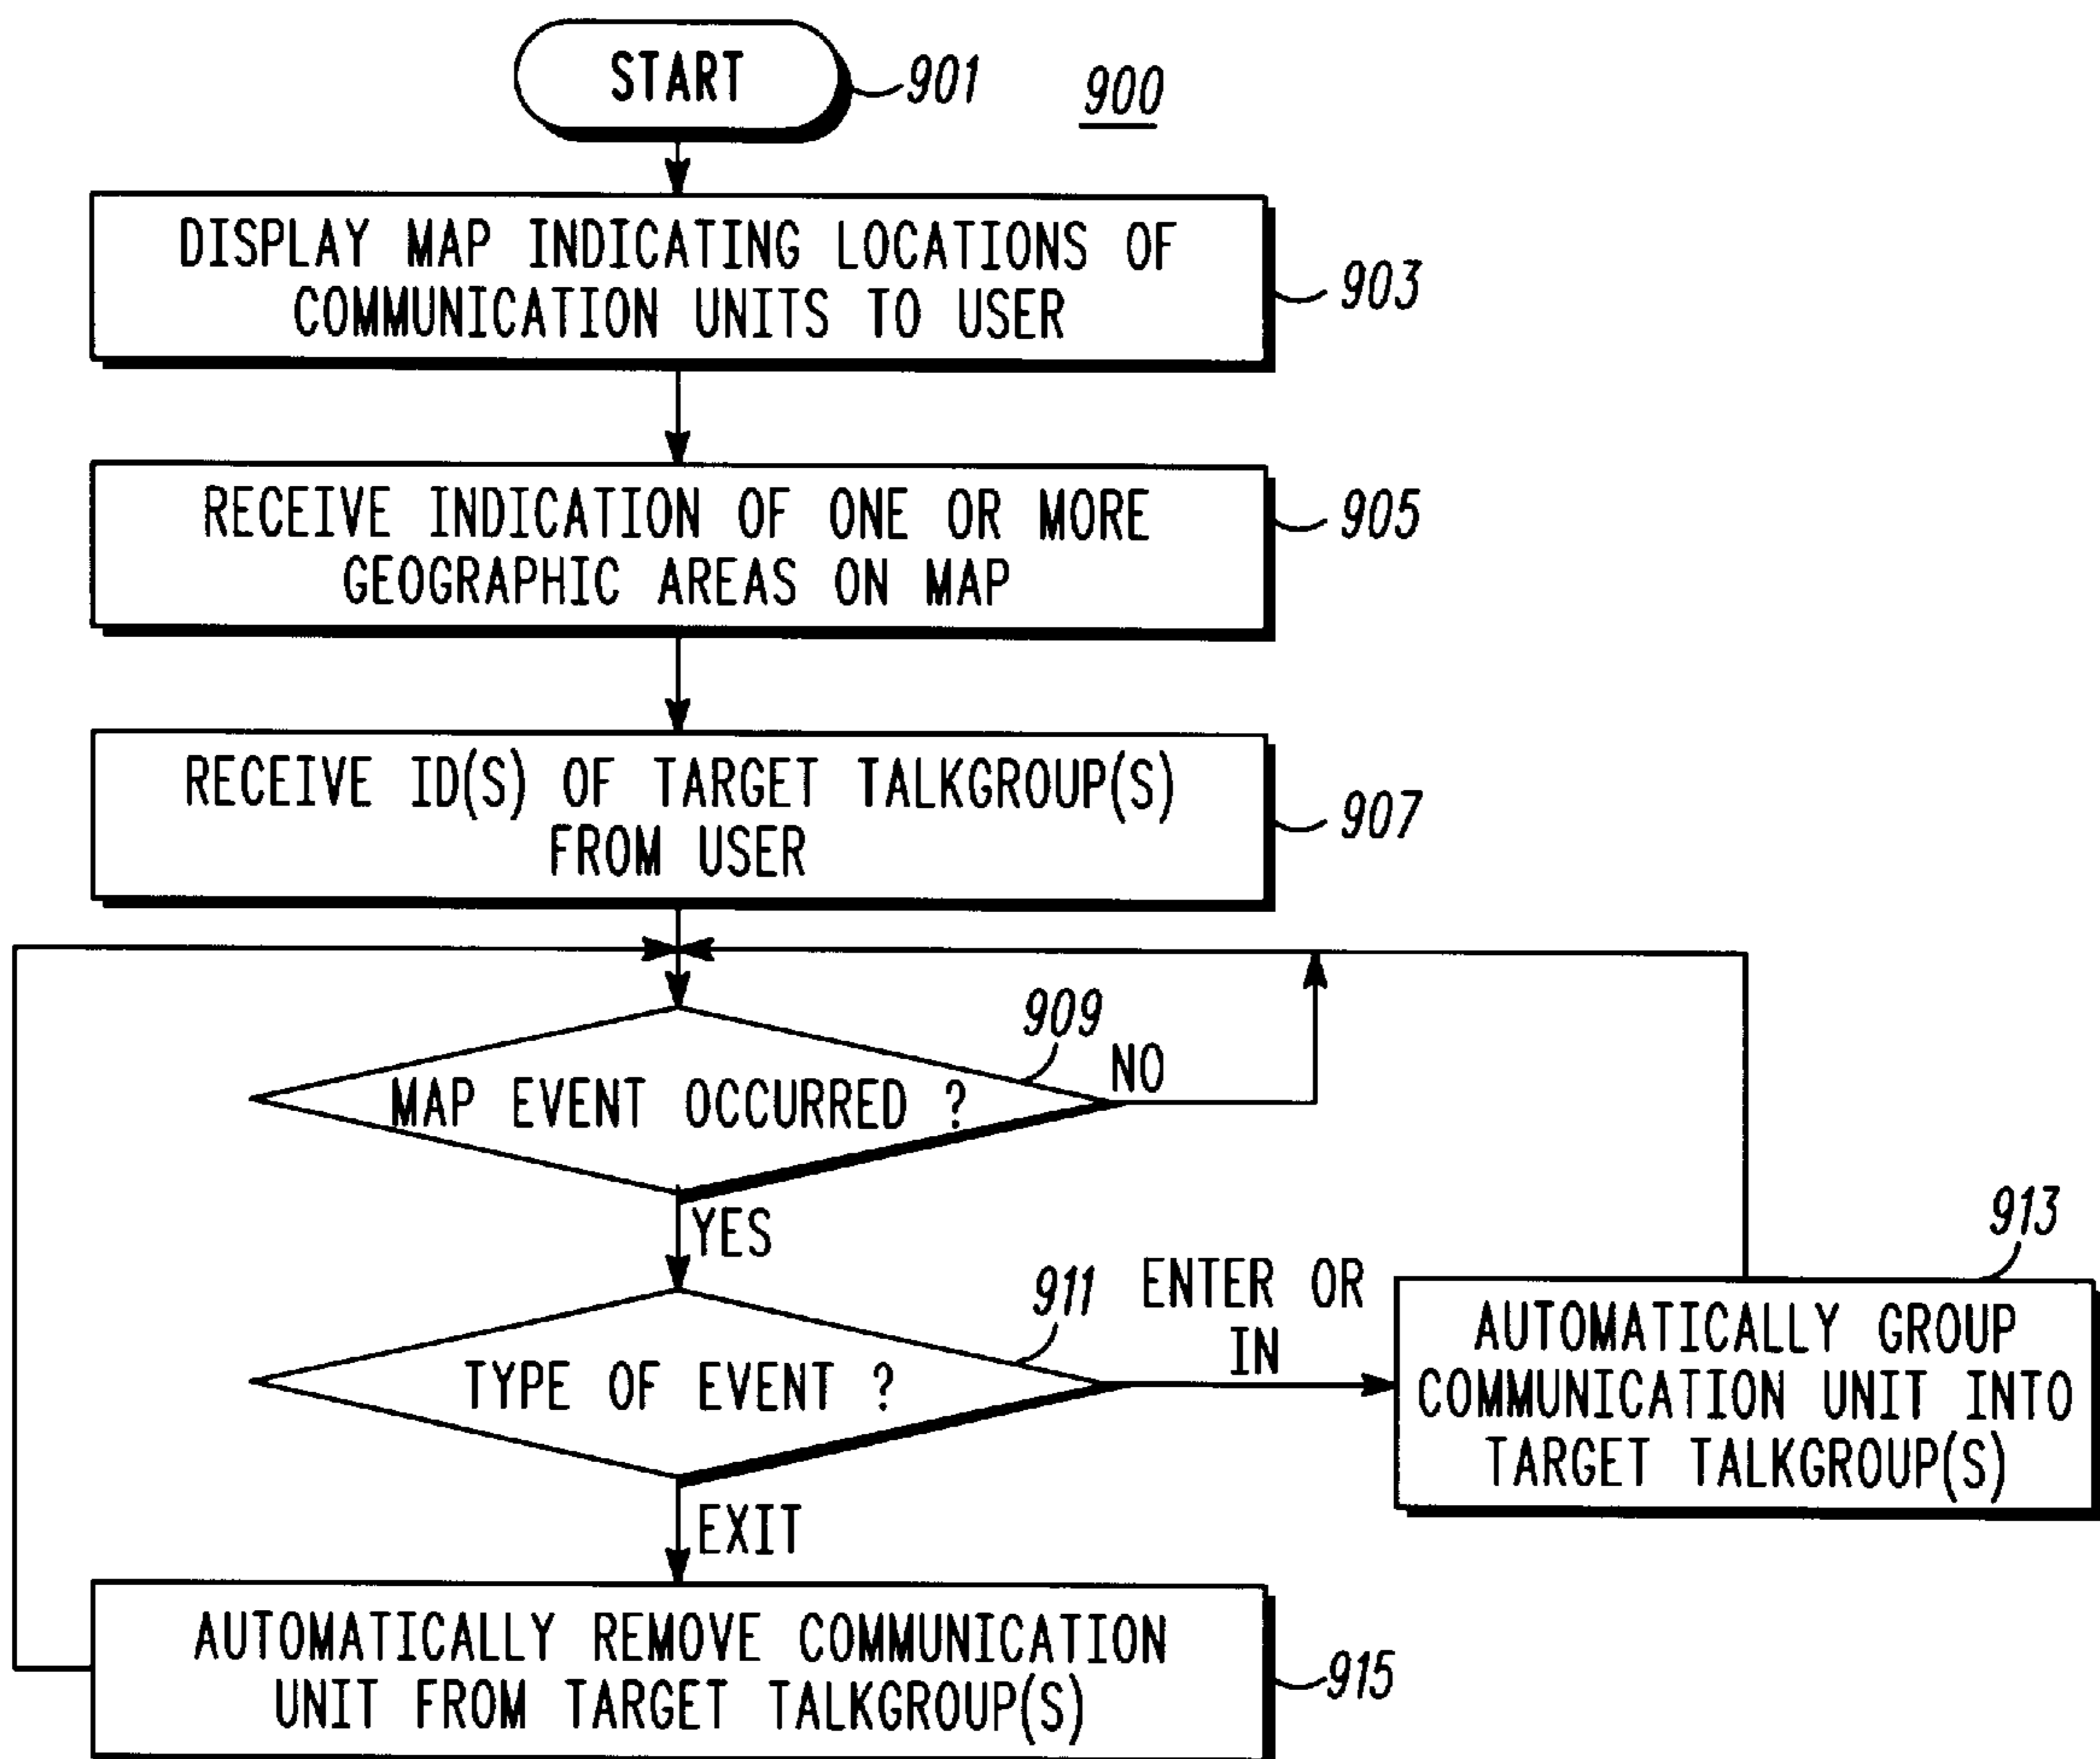 START
901
900
DISPLAY MAP INDICATING LOCATIONS OF
COMMUNICATION UNITS TO USER
903
RECEIVE INDICATION OF ONE OR MORE
GEOGRAPHIC AREAS ON MAP
905
RECEIVE ID(S) OF TARGET TALKGROUP(S)
FROM USER
907
909
NO
MAP EVENT OCCURRED ?
YES
911
ENTER OR
IN
TYPE OF EVENT ?
913
AUTOMATICALLY GROUP
COMMUNICATION UNIT INTO
TARGET TALKGROUP(S)
EXIT
AUTOMATICALLY REMOVE COMMUNICATION
UNIT FROM TARGET TALKGROUP(S)
915